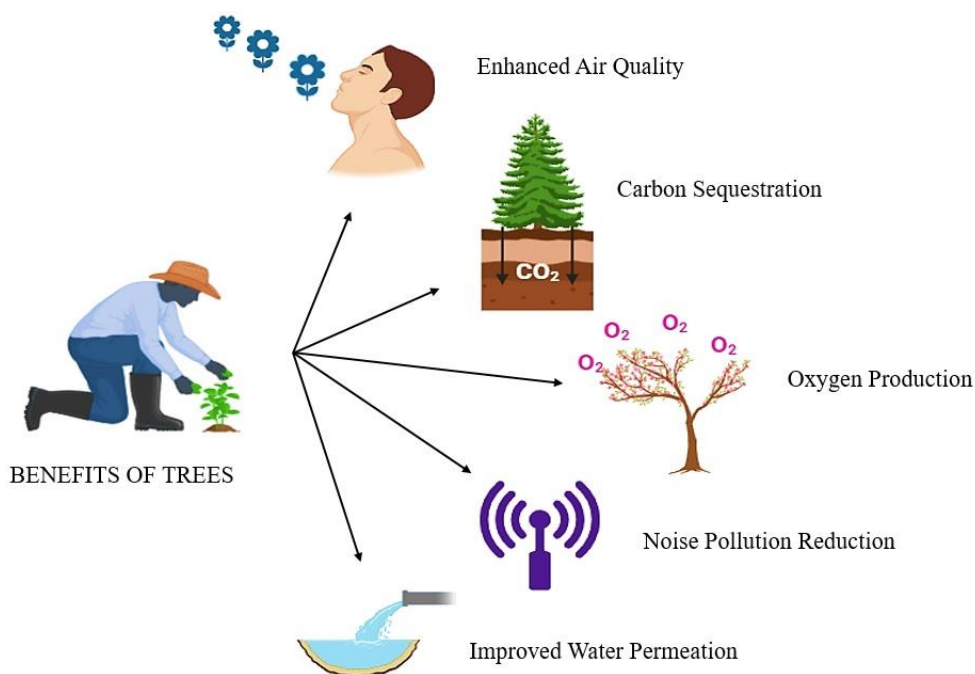 Enhanced Air Quality
Carbon Sequestration
CO₂
O₂
O₂
O₂
O₂
Oxygen Production
BENEFITS OF TREES
Noise Pollution Reduction
Improved Water Permeation